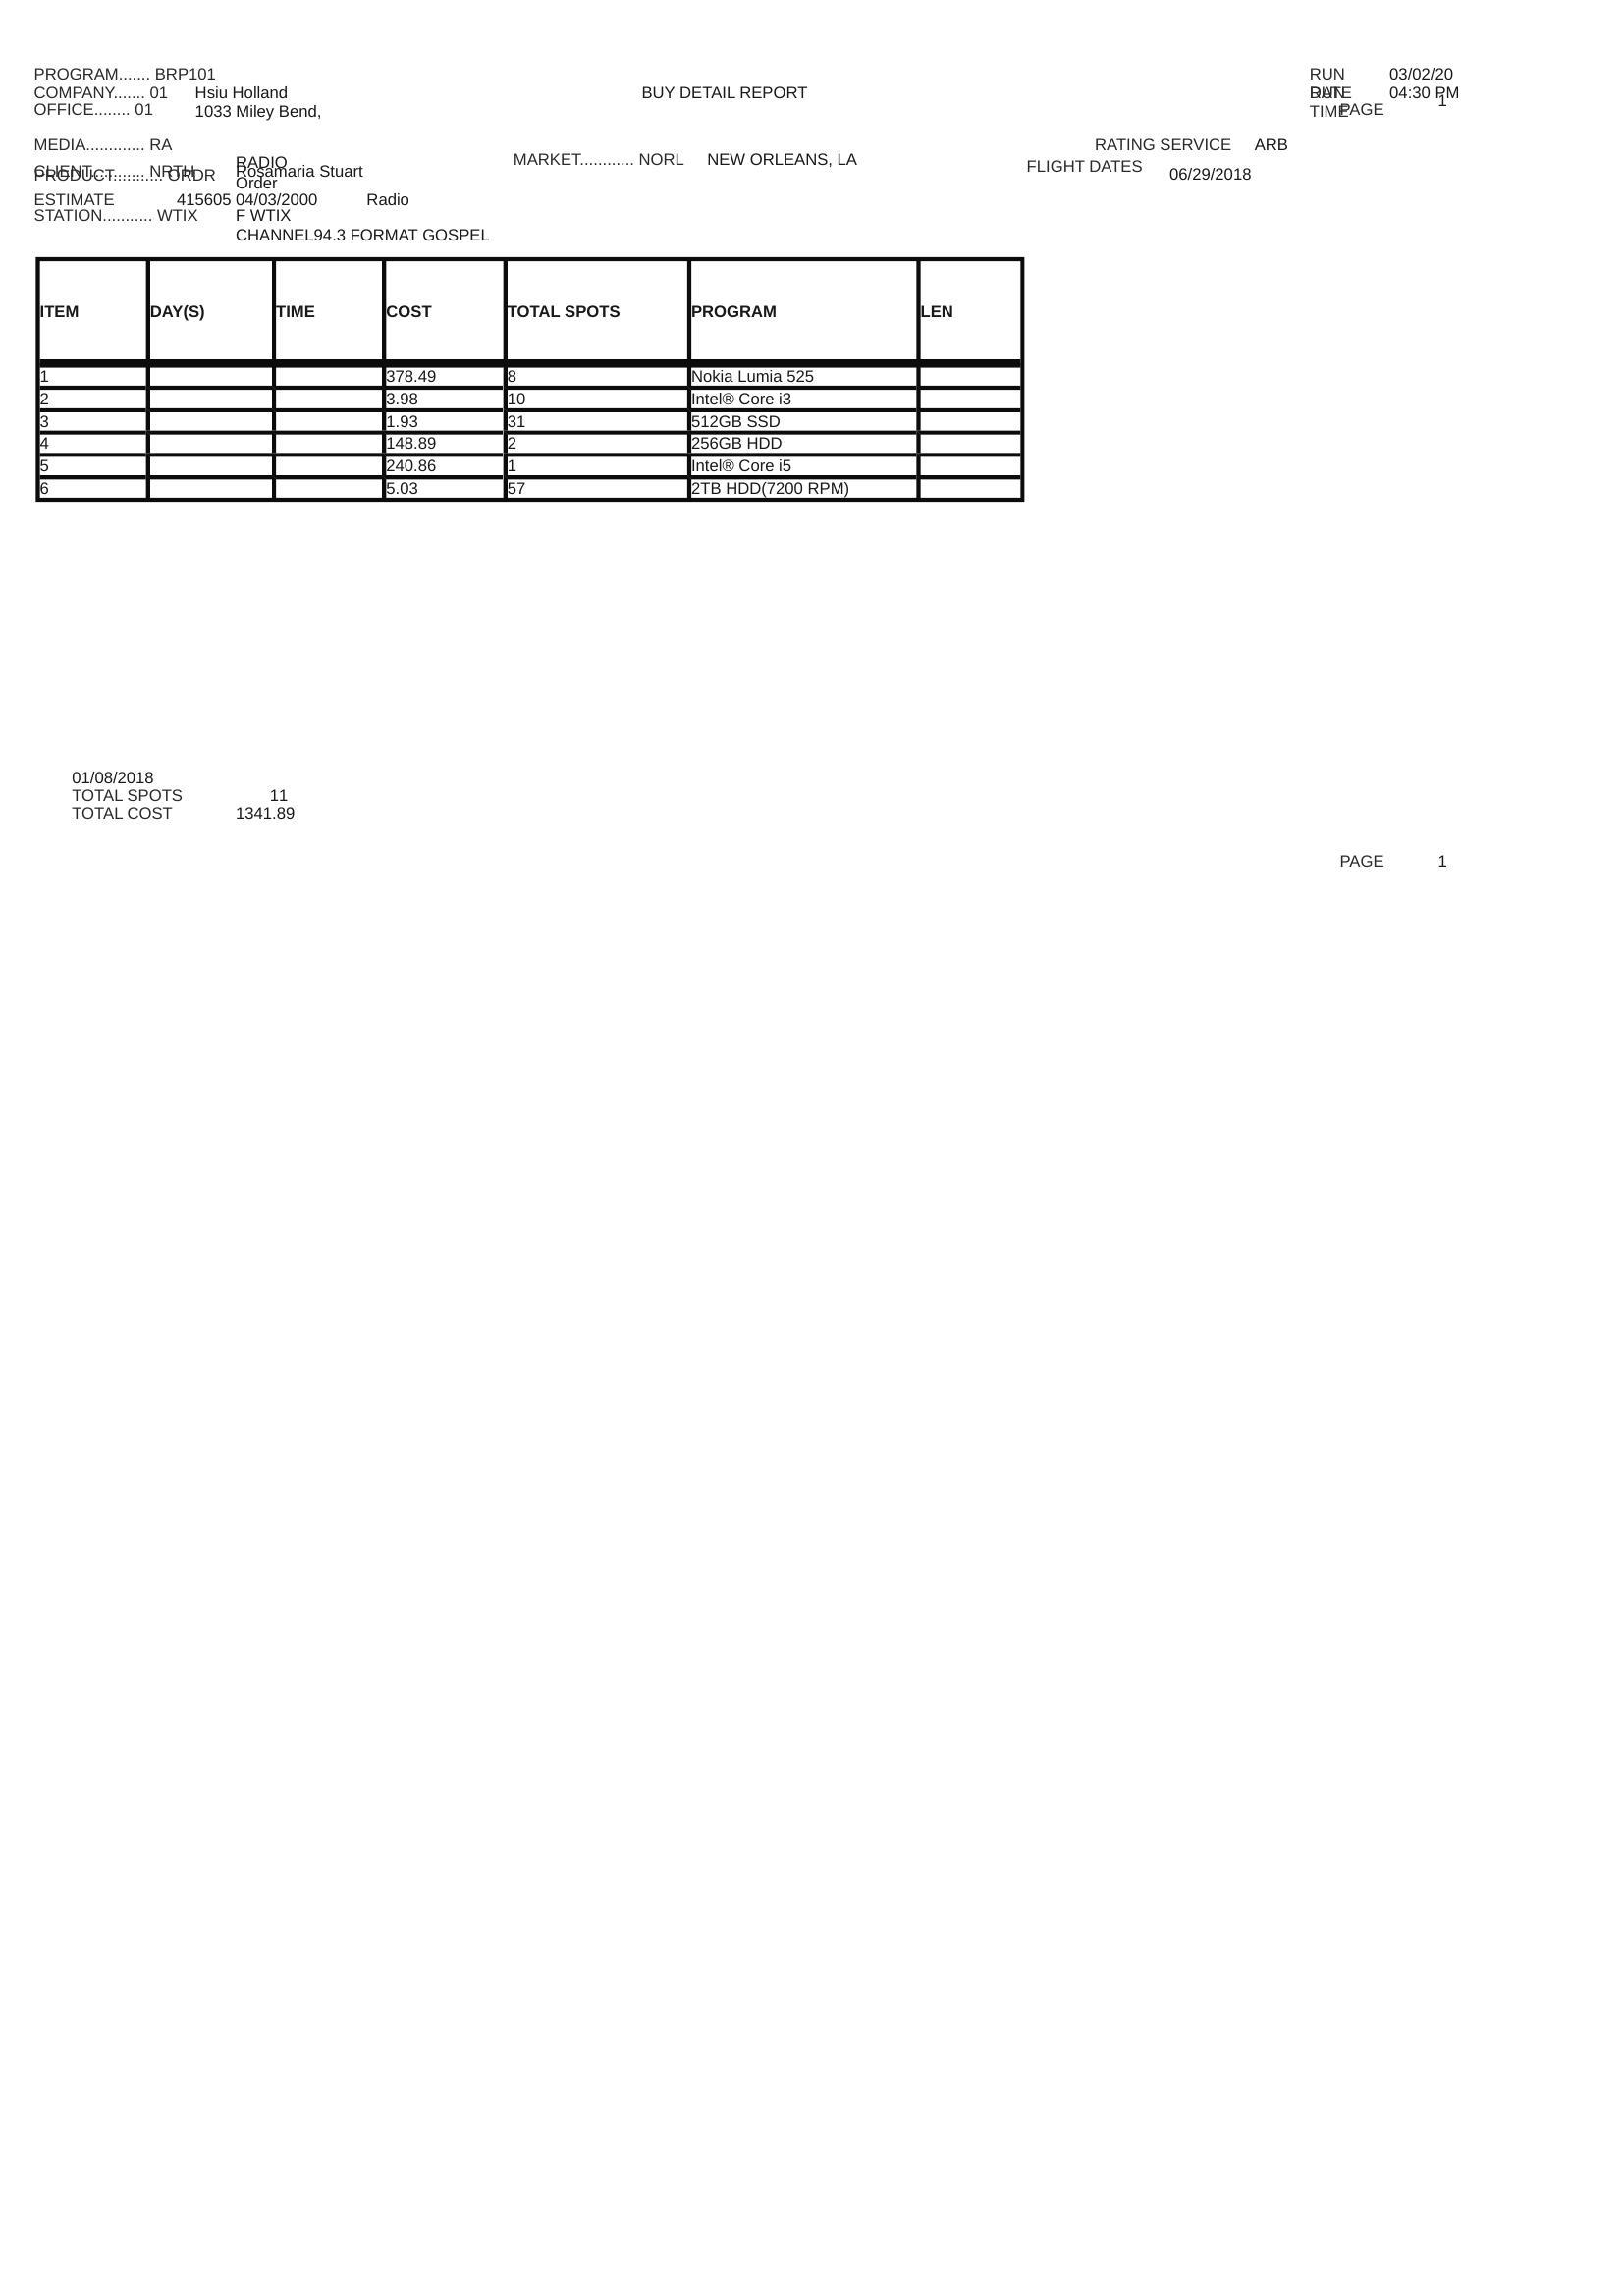 PROGRAM....... BRP101 RUN DATE 03/02/20
COMPANY....... 01 Hsiu Holland BUY DETAIL REPORT RUN TIME 04:30 PM
OFFICE........ 01 1033 Miley Bend, PAGE 1
MEDIA............. RA RADIO RATING SERVICE ARB
MARKET............ NORL NEW ORLEANS, LA FLIGHT DATES 06/29/2018
CLIENT............. NRTH Rosamaria Stuart
PRODUCT........... ORDR Order
ESTIMATE 415605 04/03/2000 Radio
STATION........... WTIX F WTIX
CHANNEL94.3 FORMAT GOSPEL
ITEM DAY(S) TIME COST TOTAL SPOTS PROGRAM LEN
1 378.49 8 Nokia Lumia 525
2 3.98 10 Intel® Core i3
3 1.93 31 512GB SSD
4 148.89 2 256GB HDD
5 240.86 1 Intel® Core i5
6 5.03 57 2TB HDD(7200 RPM)
01/08/2018
TOTAL SPOTS 11
TOTAL COST 1341.89
PAGE 1